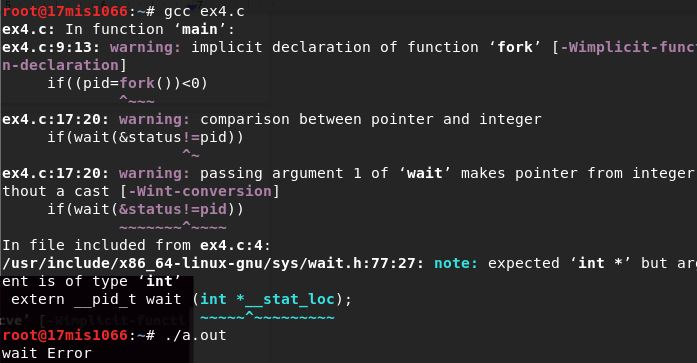 root@17mis1066:~# gcc ex4.c
ex4.c: In function ‘main’:
ex4.c:9:13: warning: implicit declaration of function ‘fork’ [-Wimplicit-funct
n-declaration]
if((pid=fork())<0)
^~~~
ex4.c:17:20: warning: comparison between pointer and integer
if(wait(&status!=pid))
^~
ex4.c:17:20: warning: passing argument 1 of ‘wait’ makes pointer from integer
thout a cast [-Wint-conversion]
if(wait(&status!=pid))
~~~~~~~^~~~~
In file included from ex4.c:4:
/usr/include/x86_64-linux-gnu/sys/wait.h:77:27: note: expected ‘int *’ but ar
ent is of type ‘int’
extern __pid_t wait (int *__stat_loc);
~~~~~^~~~~~~~~~
root@17mis1066:~# ./a.out
wait Error